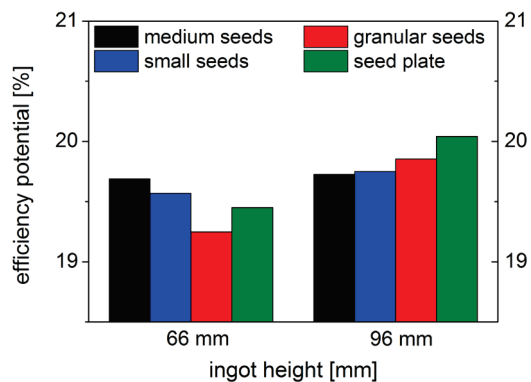 21
21
medium seeds
granular seeds
small seeds
seed plate
efficiency potential [%]
20
20
19
19
66 mm
96 mm
ingot height [mm]